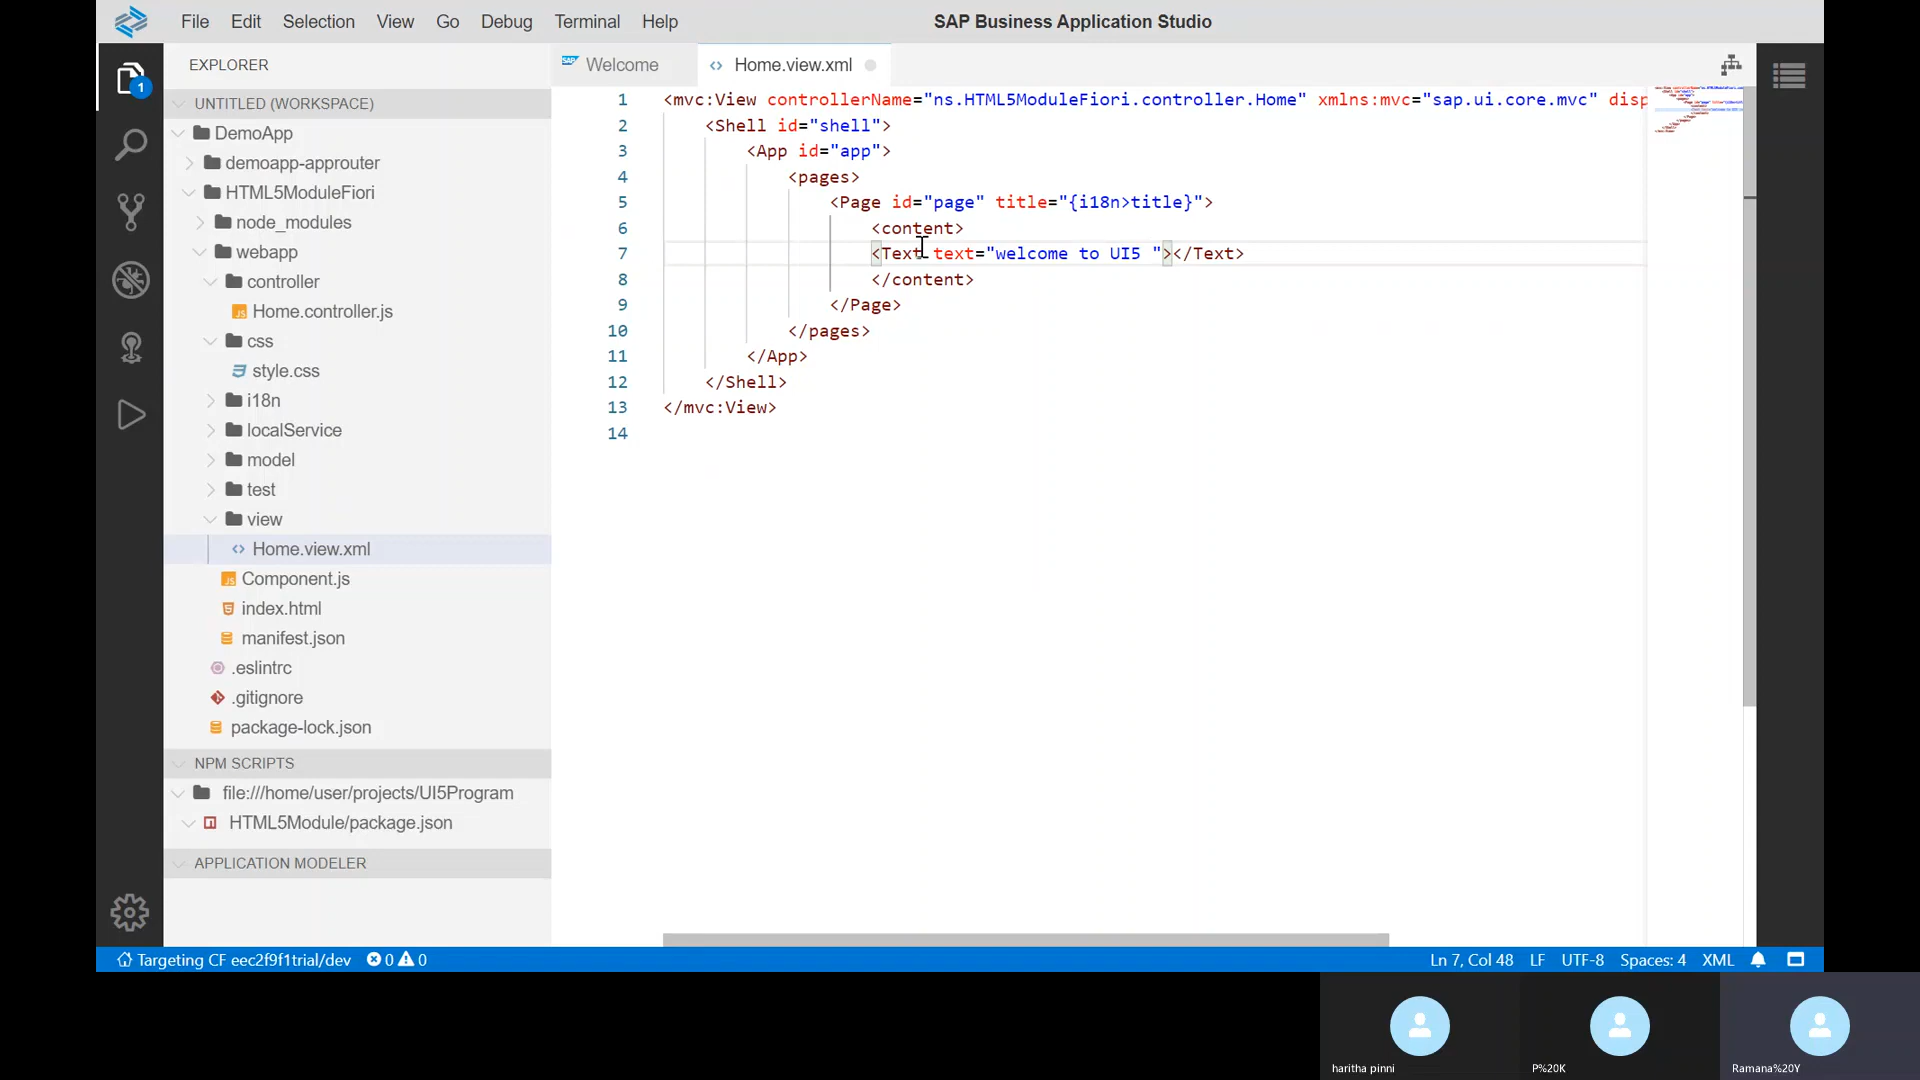 File Edit Selection View Go Debug Terminal Help SAP Business Application Studio
EXPLORER
Welcome
Home.view.xml
1
UNTITLED (WORKSPACE)
DemoApp
demoapp-approuter
HTML5ModuleFiori
node_modules
webapp
controller
Home.controller.js
css
style.css
i18n
localService
model
test
view
Home.view.xml
Component.js
index.html
manifest.json
.eslintrc
.gitignore
package-lock.json
NPM SCRIPTS
file:///home/user/projects/UI5Program
HTML5Module/package.json
APPLICATION MODELER
1 <mvc:View controllerName="ns.HTML5ModuleFiori.controller.Home" xmlns:mvc="sap.ui.core.mvc" disp
2 <Shell id="shell">
3 <App id="app">
4 <pages>
5 <Page id="page" title="{i18n>title}">
6 <content>
7 <Text text="welcome to UI5 "></Text>
8 </content>
9 </Page>
10 </pages>
11 </App>
12 </Shell>
13 </mvc:View>
14
Targeting CF eec2f9f1trial/dev 0 0 Ln 7, Col 48 LF UTF-8 Spaces: 4 XML
haritha pinni P%20K Ramana%20Y